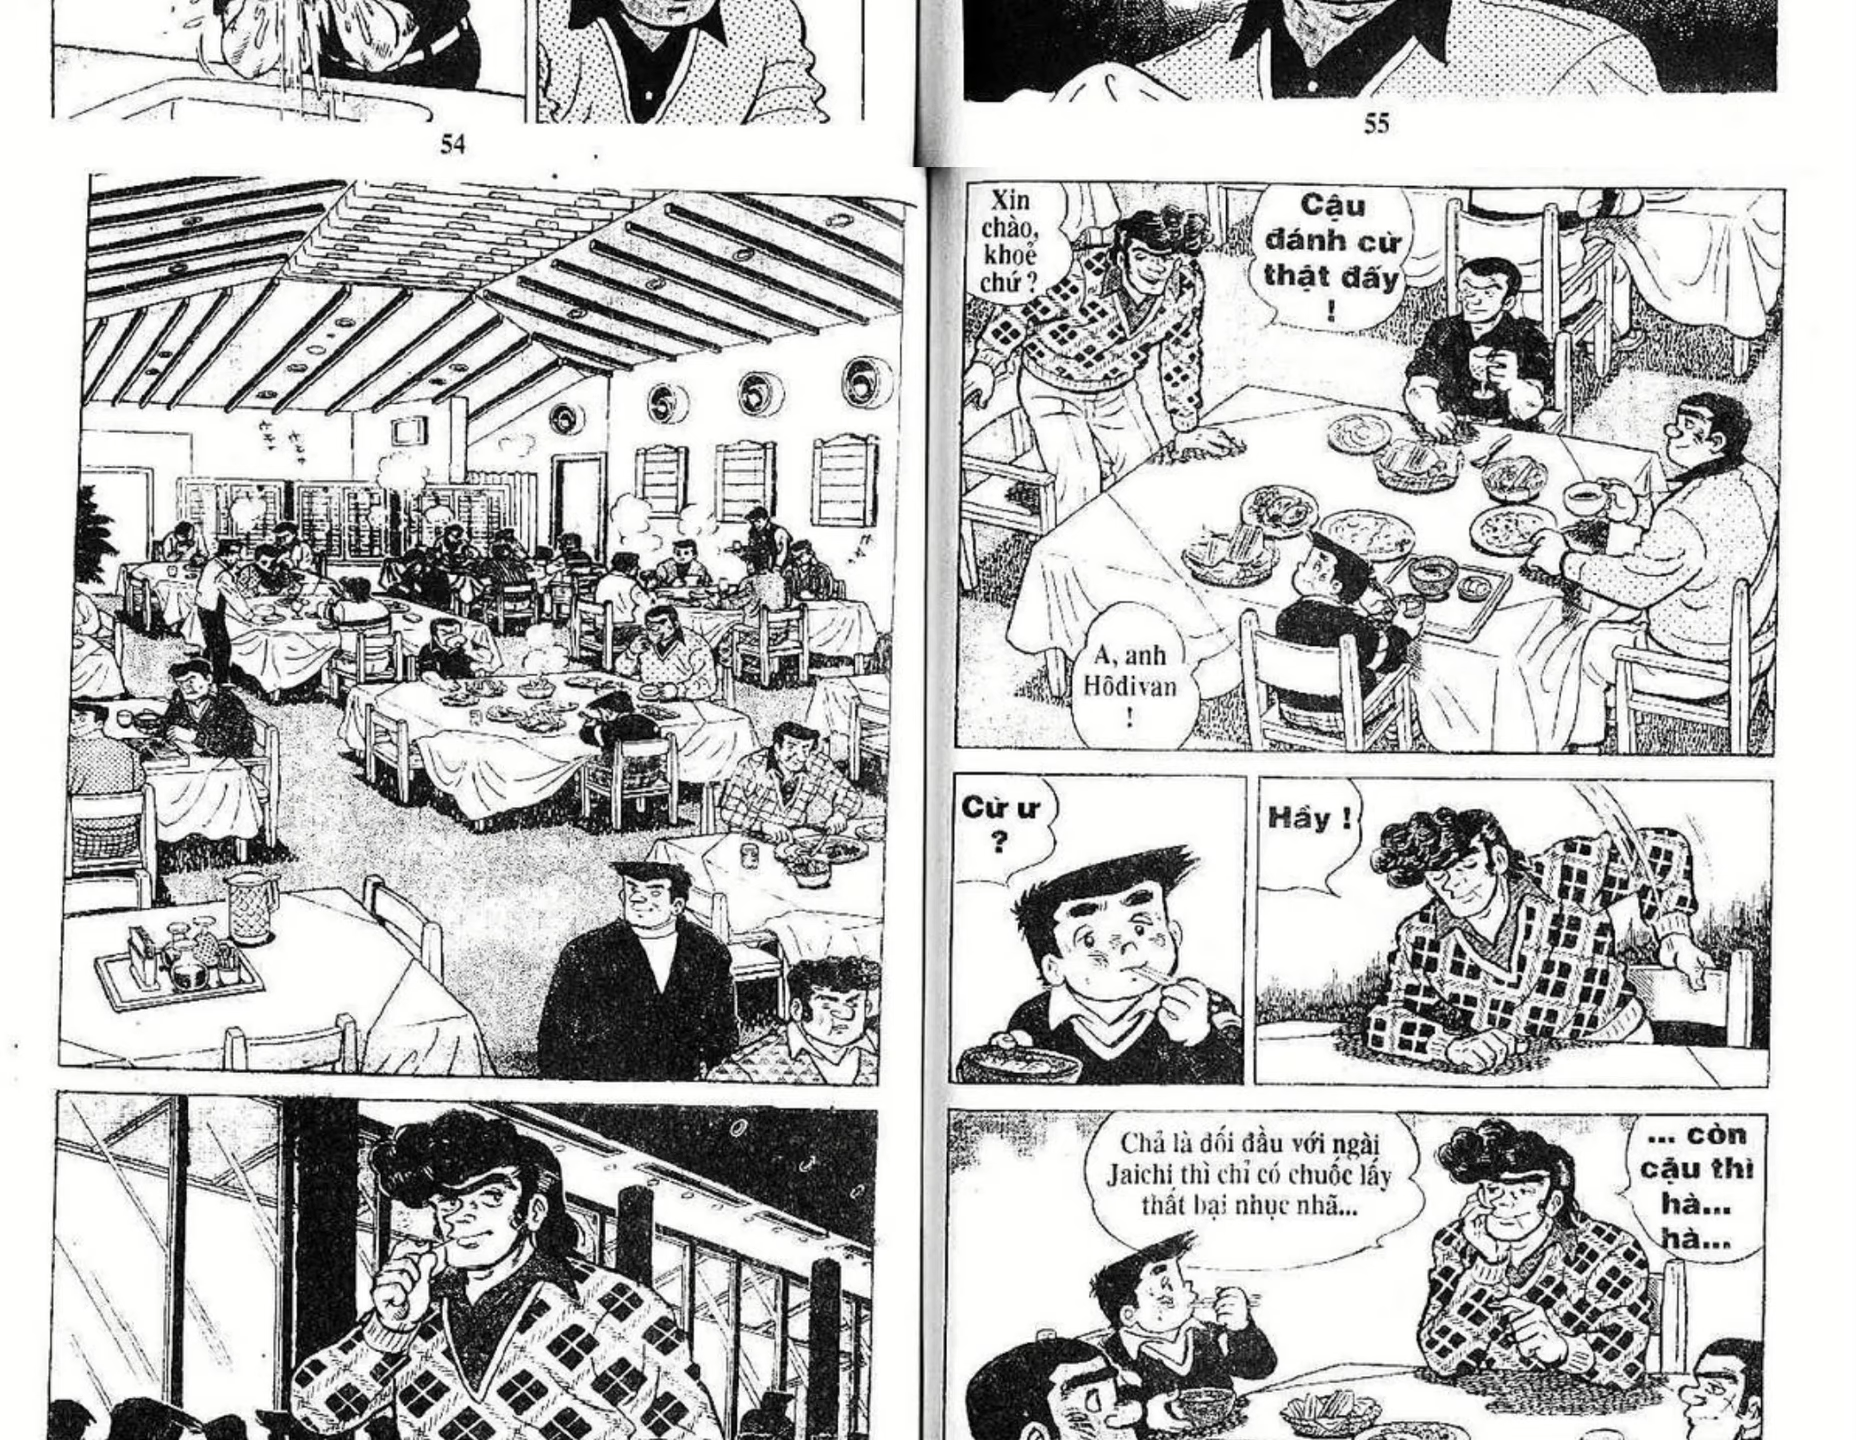 54
55
Xin
chào,
khoẻ
chứ ?
Cậu
đánh cừ
thật đấy
!
A, anh
Hôdivan
!
Cừ ư
?
Hầy !
Chả là đối đầu với ngài
Jaichi thì chỉ có chuốc lấy
thất bại nhục nhã...
... còn
cậu thì
hà...
hà...